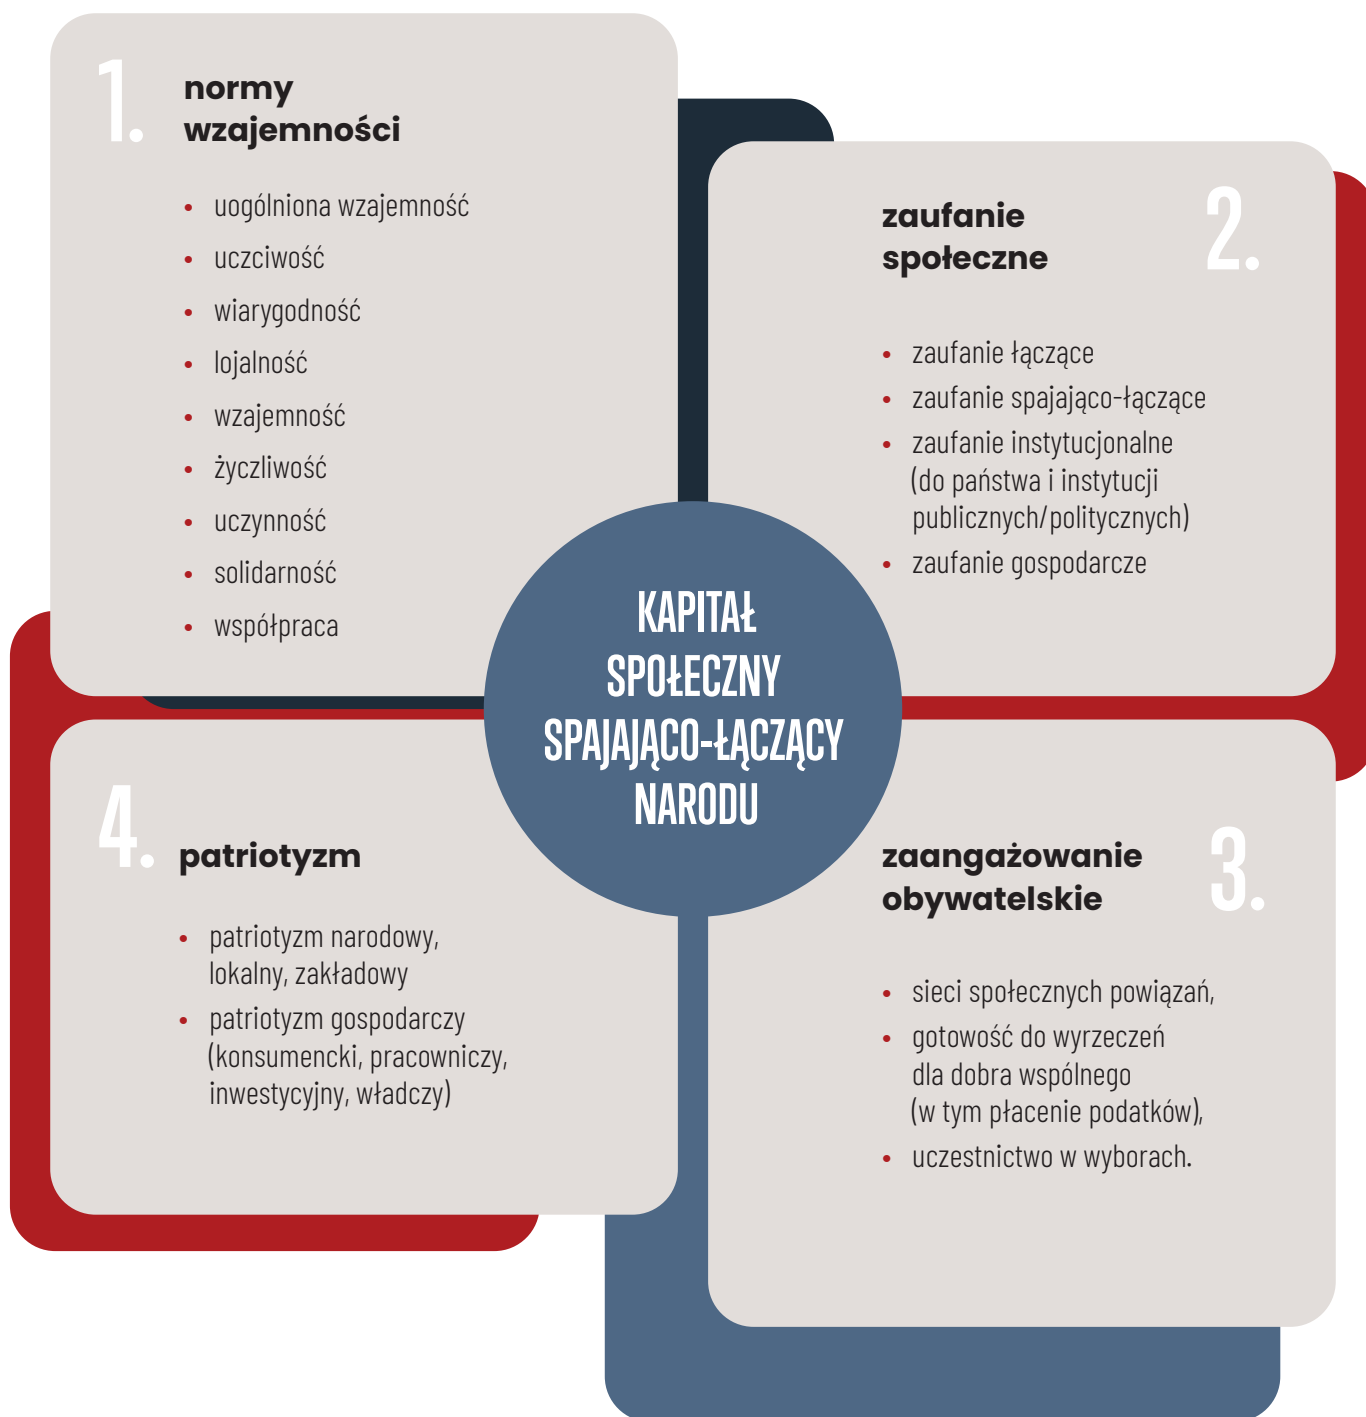 1.
normy
wzajemności
• uogólniona wzajemność
• uczciwość
• wiarygodność
• lojalność
• wzajemność
• życzliwość
• uczynność
• solidarność
• współpraca
2.
zaufanie
społeczne
• zaufanie łączące
• zaufanie spajająco-łączące
• zaufanie instytucjonalne
(do państwa i instytucji
publicznych/politycznych)
• zaufanie gospodarcze
KAPITAŁ
SPOŁECZNY
SPAJAJĄCO-ŁĄCZĄCY
NARODU
3.
zaangażowanie
obywatelskie
• sieci społecznych powiązań,
• gotowość do wyrzeczeń
dla dobra wspólnego
(w tym płacenie podatków),
• uczestnictwo w wyborach.
4.
patriotyzm
• patriotyzm narodowy,
lokalny, zakładowy
• patriotyzm gospodarczy
(konsumencki, pracowniczy,
inwestycyjny, władczy)